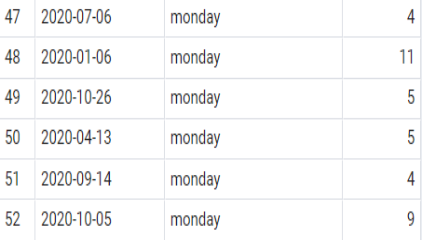 47 2020-07-06 monday 4
48 2020-01-06 monday 11
49 2020-10-26 monday 5
50 2020-04-13 monday 5
51 2020-09-14 monday 4
52 2020-10-05 monday 9